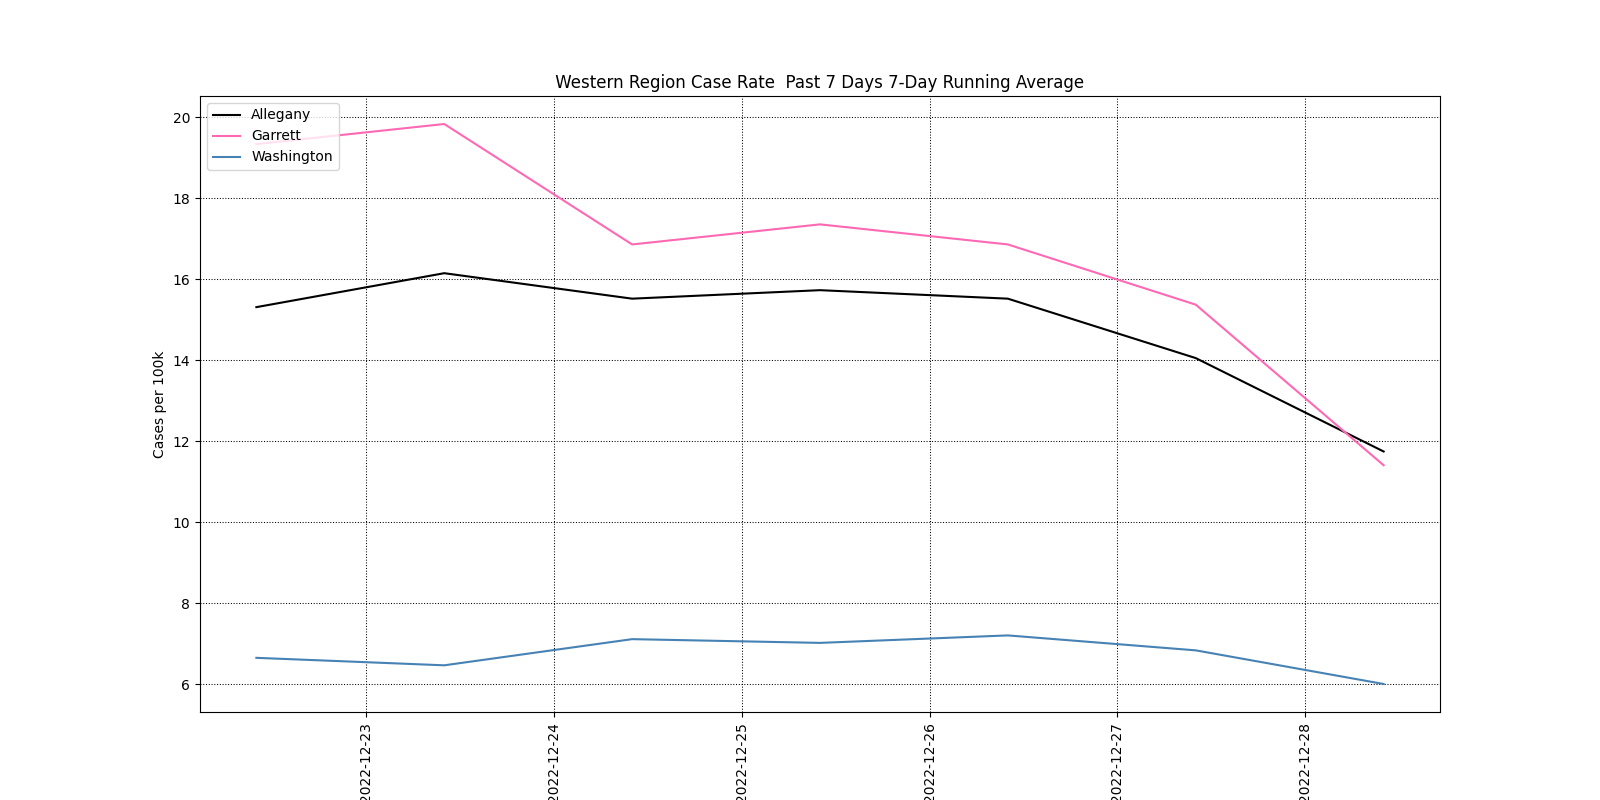 Western Region Case Rate  Past 7 Days 7-Day Running Average
Allegany
Garrett
Washington
Cases per 100k
20
18
16
14
12
10
8
6
2022-12-23
2022-12-24
2022-12-25
2022-12-26
2022-12-27
2022-12-28